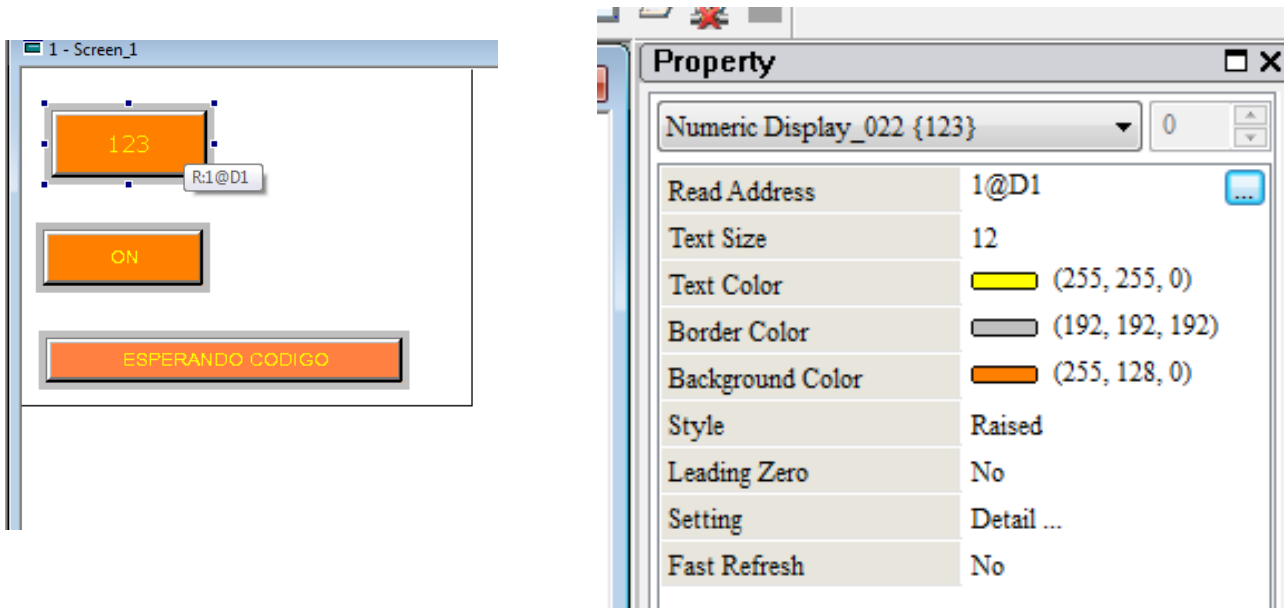 1 - Screen_1
123
R:1@D1
ON
ESPERANDO CODIGO
Property
Numeric Display_022 {123}
0
Read Address 1@D1 ...
Text Size 12
Text Color (255, 255, 0)
Border Color (192, 192, 192)
Background Color (255, 128, 0)
Style Raised
Leading Zero No
Setting Detail ...
Fast Refresh No